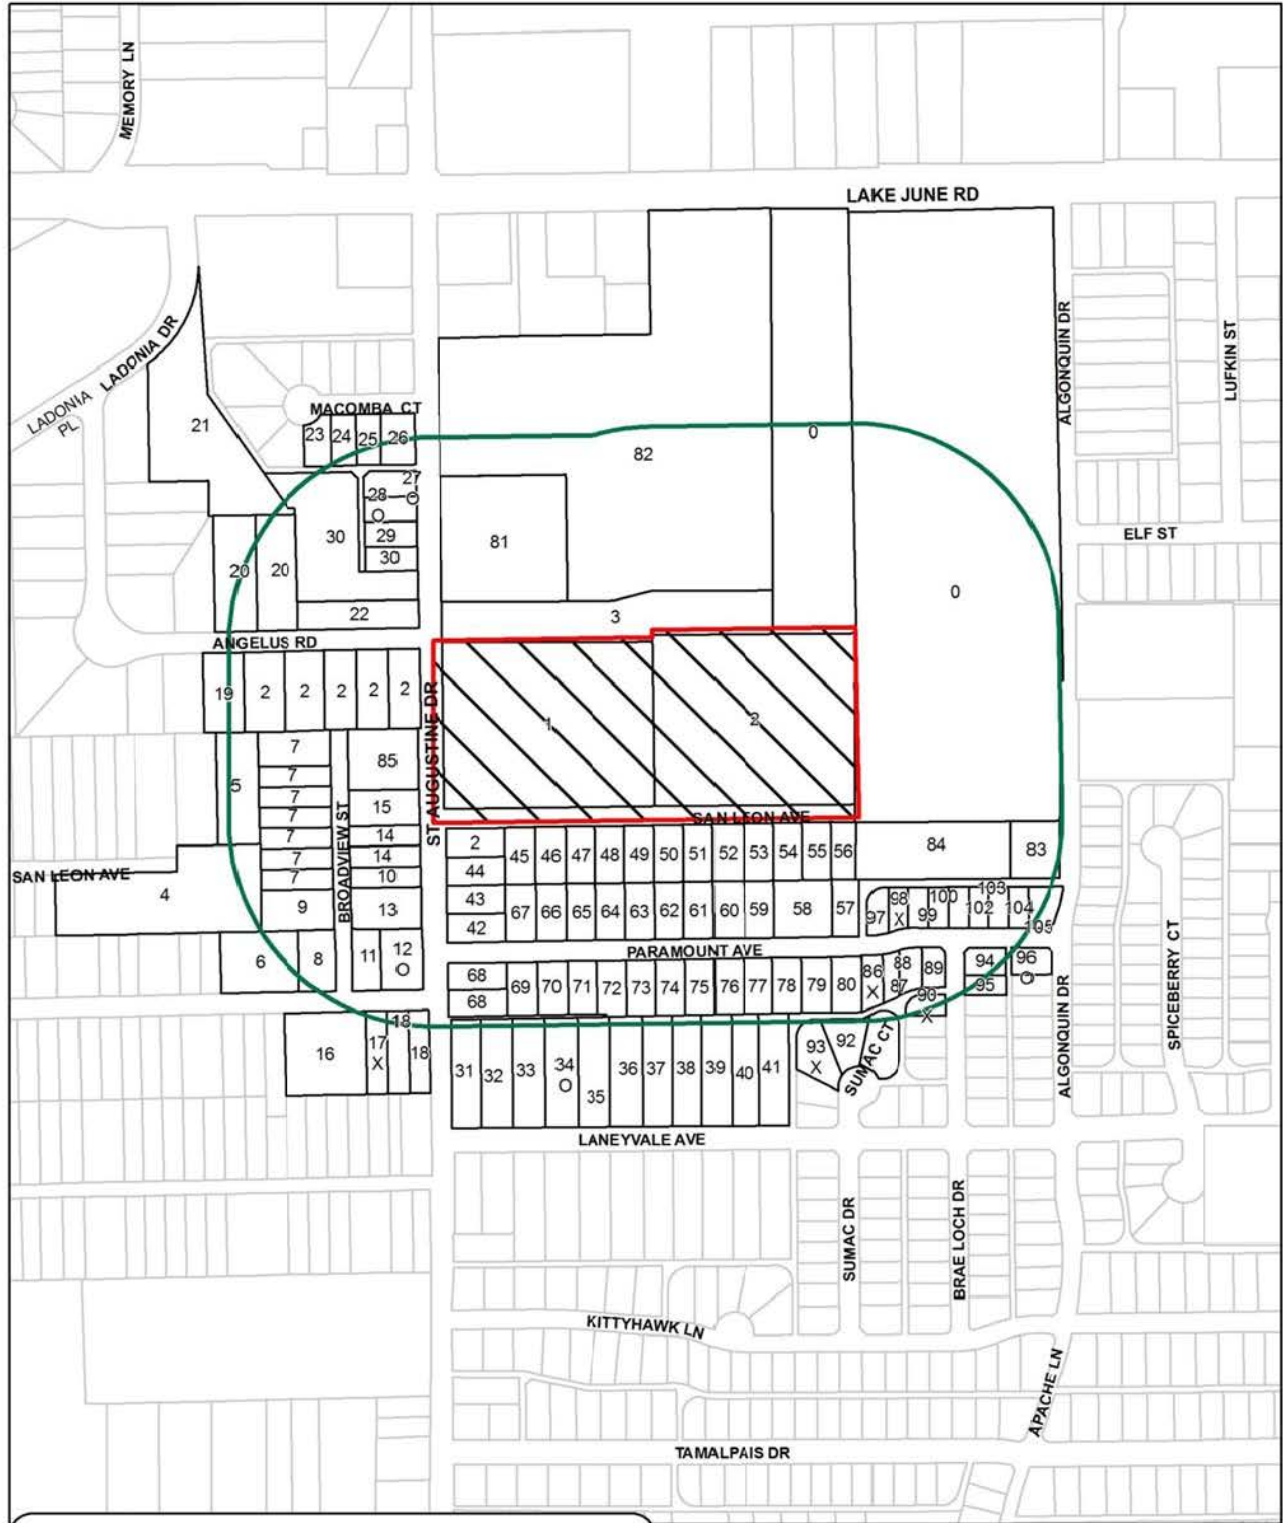 MEMORY LN
LAKE JUNE RD
LADONIA DR
LADONIA
PL
ALGONQUIN DR
LUFKIN ST
MACOMBA CT
21
23 24 25 26
0
82
27
28
O
O
30
29
30
81
ELF ST
20 20
0
22
3
ANGELUS RD
19 2 2 2 2 2
ST AUGUSTINE DR
1
2
7
85
7
5
7
15
7
SAN LEON AVE
BROADVIEW ST
7
14
2
45 46 47 48 49 50 51 52 53 54 55 56
84
83
7
14
44
7
10
SAN LEON AVE
4
9
13
43
42
67 66 65 64 63 62 61 60 59 58 57
97
98
X
99
100
102
103
104
105
PARAMOUNT AVE
6
8
11
12
O
68
68
69 70 71 72 73 74 75 76 77 78 79 80
86
X
88
87
89
90
X
94
95
96
O
SPICEBERRY CT
ALGONQUIN DR
16
17
X
18
18
31 32 33
34
O
35
36 37 38 39 40 41
93
X
92
SUMAC CT
LANEYVALE AVE
SUMAC DR
BRAE LOCH DR
KITTYHAWK LN
APACHE LN
TAMALPAIS DR